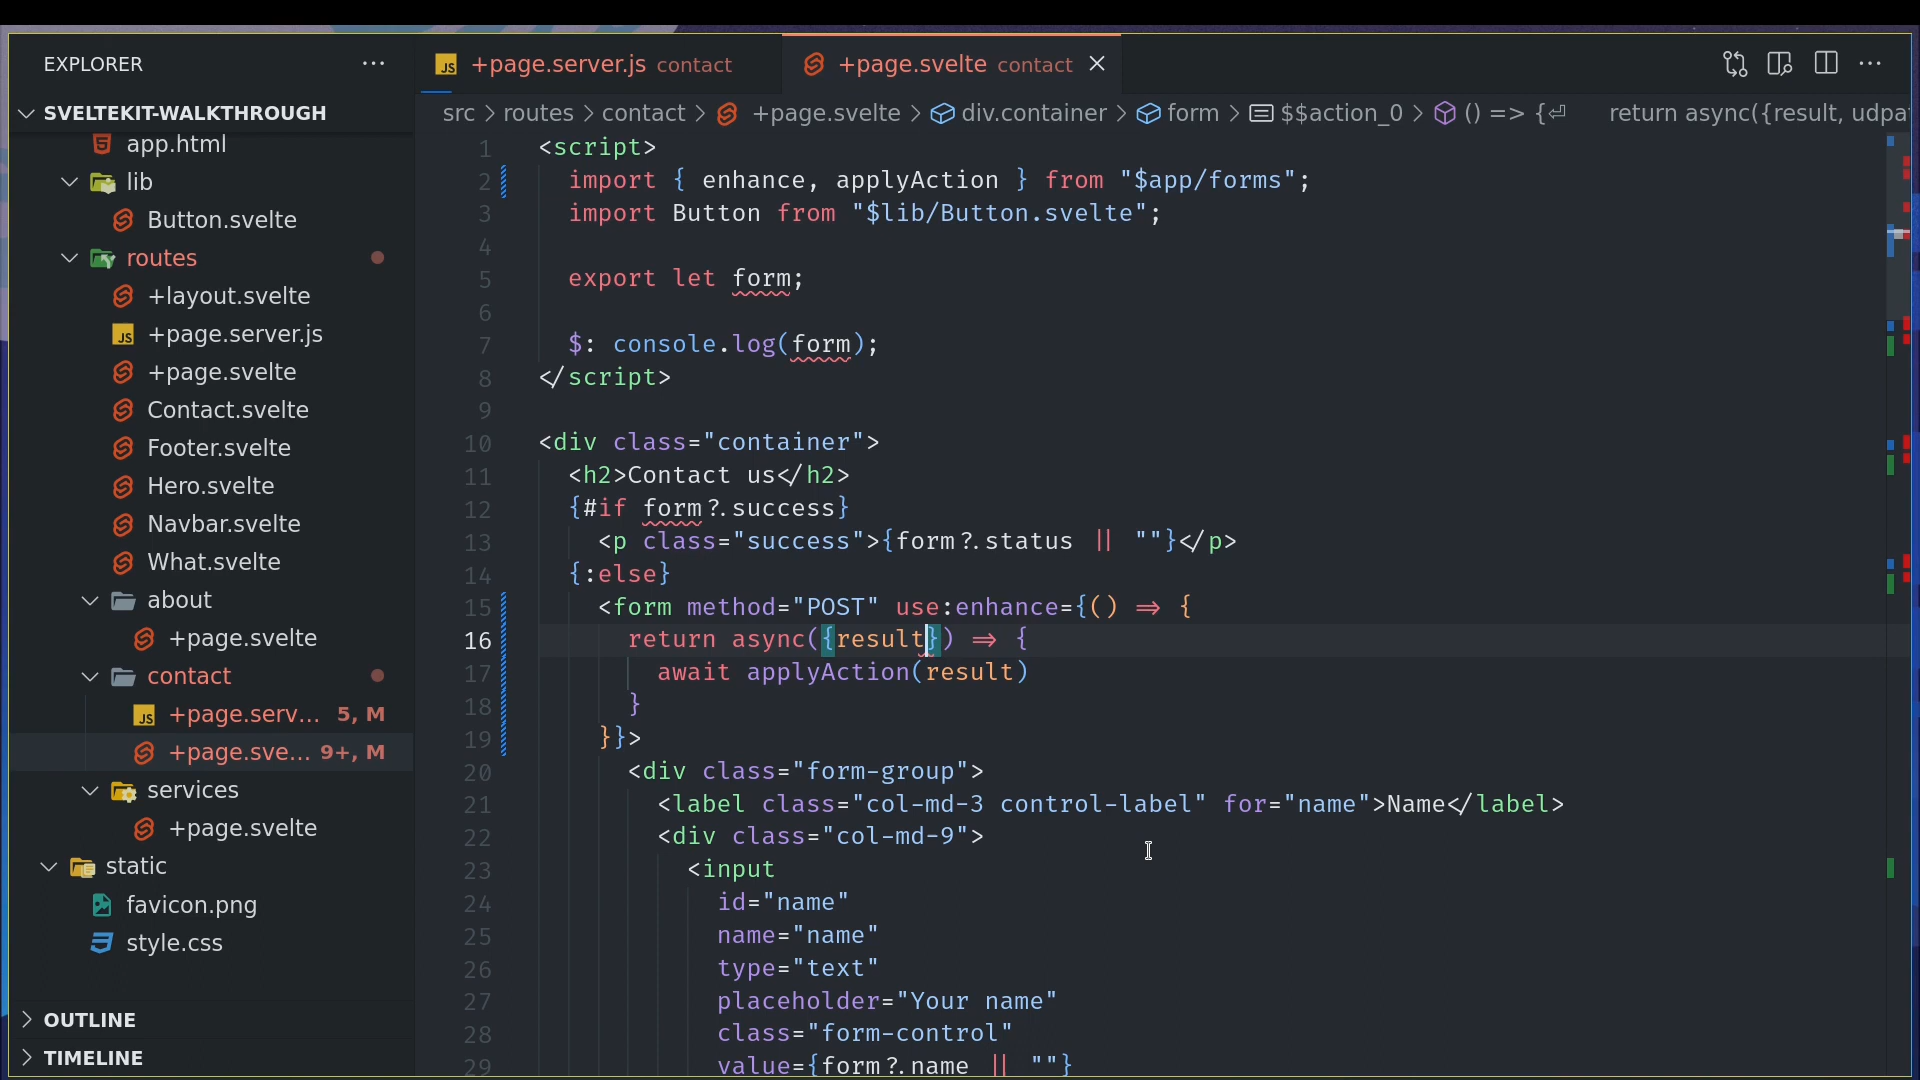 EXPLORER
SVELTEKIT-WALKTHROUGH
app.html
lib
Button.svelte
routes
+layout.svelte
+page.server.js
+page.svelte
Contact.svelte
Footer.svelte
Hero.svelte
Navbar.svelte
What.svelte
about
+page.svelte
contact
JS +page.serv... 5, M
+page.sve... 9+, M
services
+page.svelte
static
favicon.png
style.css
OUTLINE
TIMELINE
JS +page.server.js contact
+page.svelte contact
src > routes > contact > +page.svelte > div.container > form > $$action_0 > () => {⏎ return async({result, udpa
1 <script>
2 import { enhance, applyAction } from "$app/forms";
3 import Button from "$lib/Button.svelte";
4
5 export let form;
6
7 $: console.log(form);
8 </script>
9
10 <div class="container">
11 <h2>Contact us</h2>
12 {#if form?.success}
13 <p class="success">{form?.status || ""}</p>
14 {:else}
15 <form method="POST" use:enhance={() => {
16 return async({result}) => {
17 await applyAction(result)
18 }
19 }}>
20 <div class="form-group">
21 <label class="col-md-3 control-label" for="name">Name</label>
22 <div class="col-md-9">
23 <input
24 id="name"
25 name="name"
26 type="text"
27 placeholder="Your name"
28 class="form-control"
29 value={form?.name || ""}